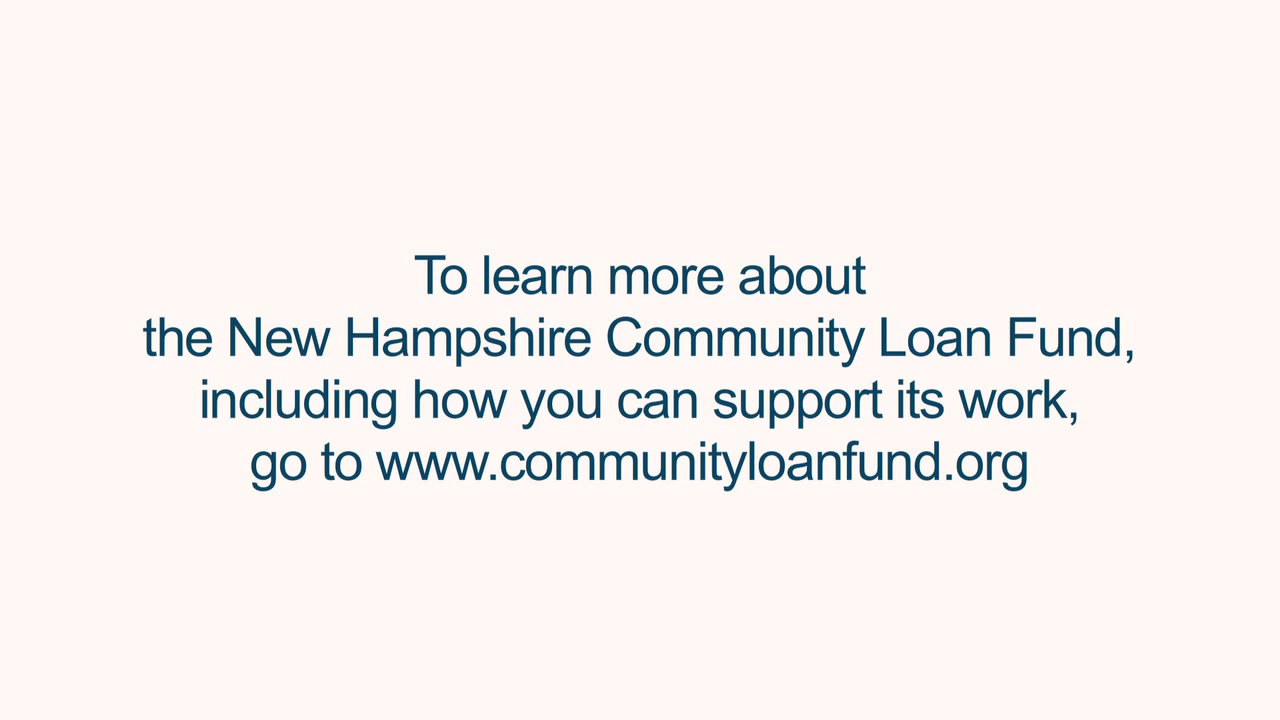 To learn more about
the New Hampshire Community Loan Fund,
including how you can support its work,
go to www.communityloanfund.org